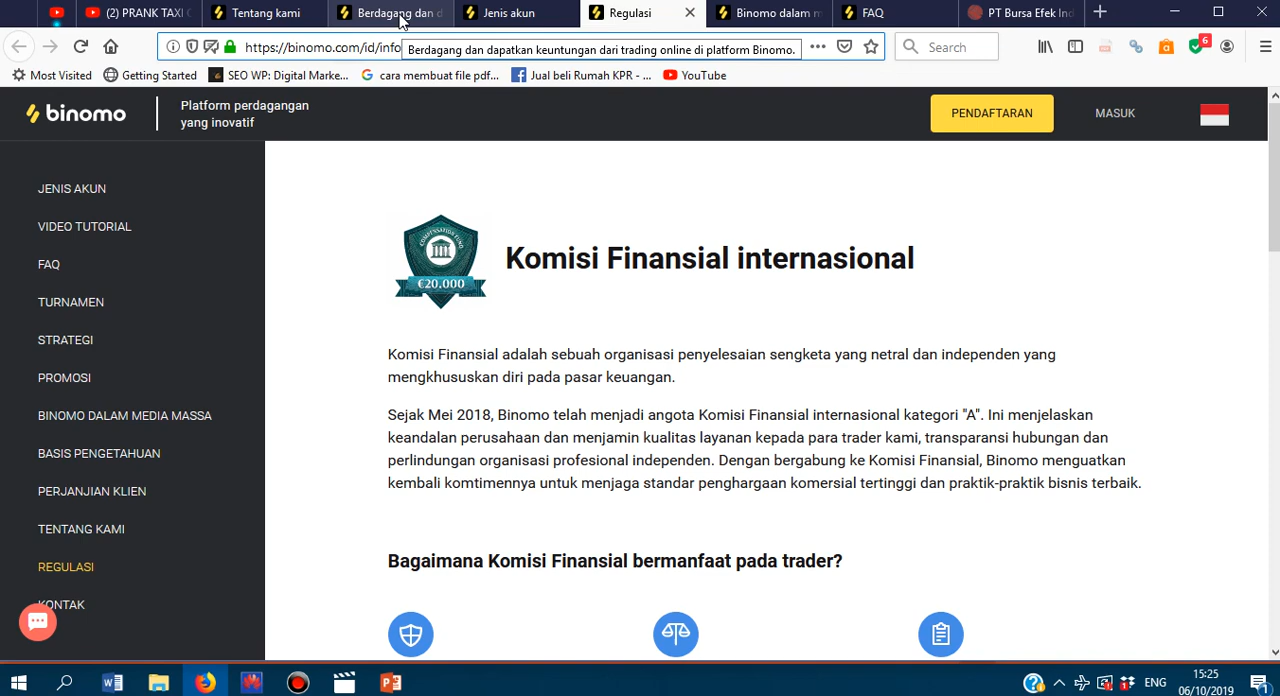 (2) PRANK TAXI
Tentang kami
Berdagang dan d
Jenis akun
Regulasi
Binomo dalam m
FAQ
PT Bursa Efek Ind
https://binomo.com/id/info
Berdagang dan dapatkan keuntungan dari trading online di platform Binomo.
Search
6
Most Visited
Getting Started
SEO WP: Digital Marke...
cara membuat file pdf...
Jual beli Rumah KPR - ...
YouTube
binomo
Platform perdagangan
yang inovatif
PENDAFTARAN
MASUK
JENIS AKUN
VIDEO TUTORIAL
FAQ
TURNAMEN
STRATEGI
PROMOSI
BINOMO DALAM MEDIA MASSA
BASIS PENGETAHUAN
PERJANJIAN KLIEN
TENTANG KAMI
REGULASI
KONTAK
COMPENSATION FUND
€20.000
Komisi Finansial internasional
Komisi Finansial adalah sebuah organisasi penyelesaian sengketa yang netral dan independen yang
mengkhususkan diri pada pasar keuangan.
Sejak Mei 2018, Binomo telah menjadi angota Komisi Finansial internasional kategori "A". Ini menjelaskan
keandalan perusahaan dan menjamin kualitas layanan kepada para trader kami, transparansi hubungan dan
perlindungan organisasi profesional independen. Dengan bergabung ke Komisi Finansial, Binomo menguatkan
kembali komtimennya untuk menjaga standar penghargaan komersial tertinggi dan praktik-praktik bisnis terbaik.
Bagaimana Komisi Finansial bermanfaat pada trader?
ENG
15:25
06/10/2019